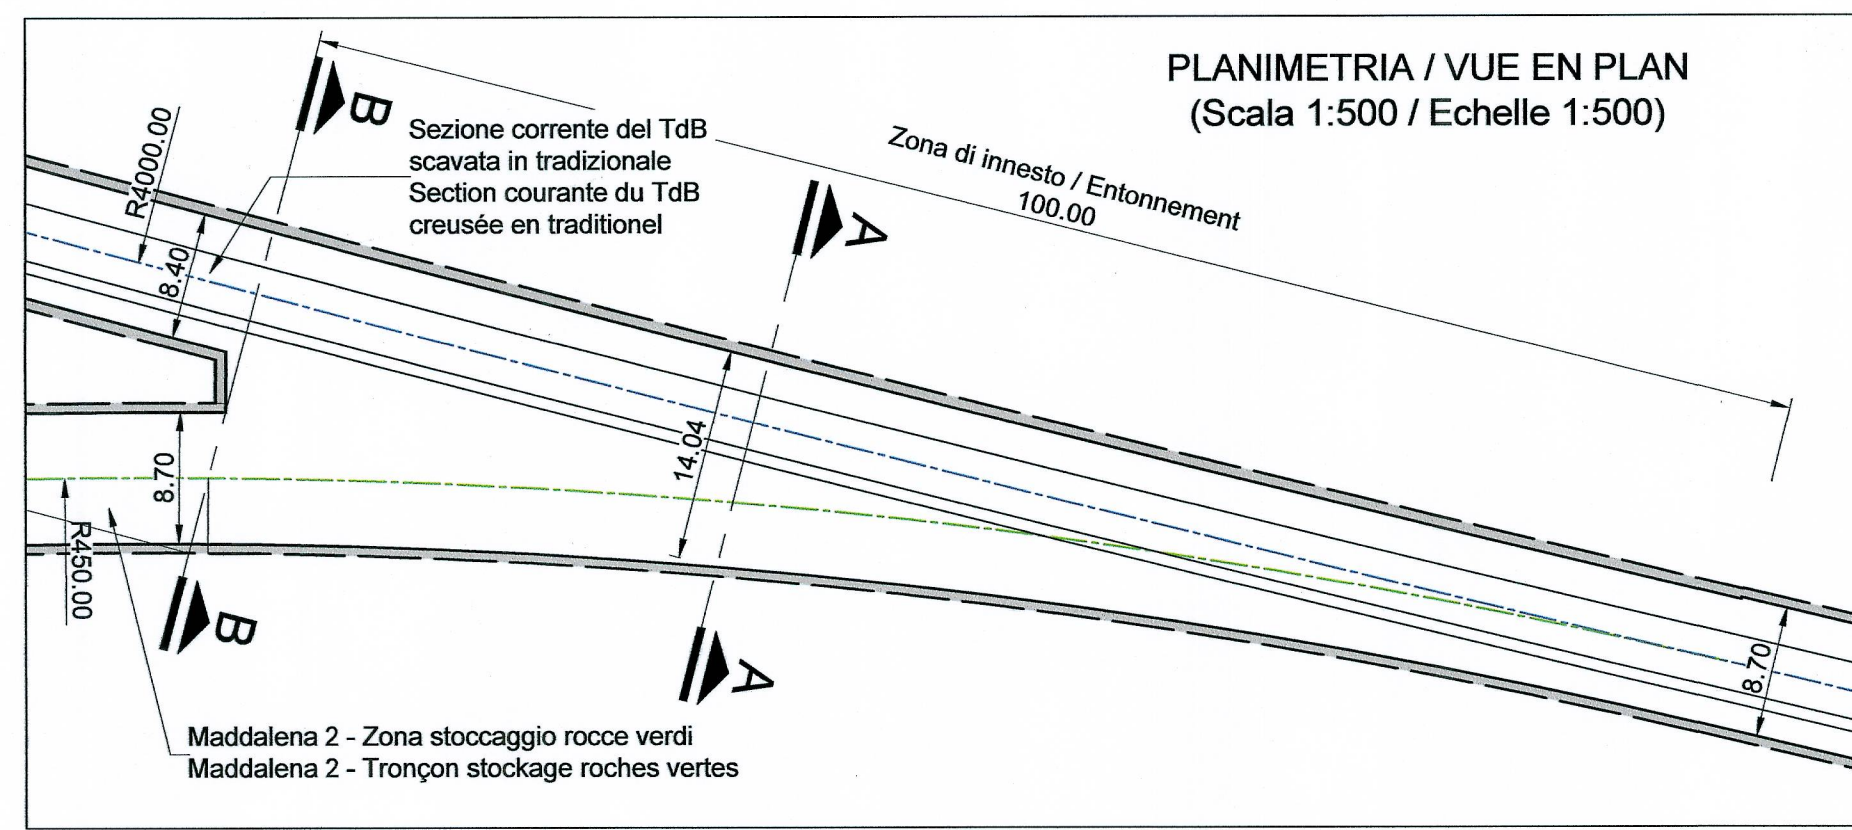 PLANIMETRIA / VUE EN PLAN
(Scala 1:500 / Echelle 1:500)
B
Sezione corrente del TdB
scavata in tradizionale
Section courante du TdB
creusée en traditionel
R4000.00
Zona di innesto / Entonnement
100.00
A
8.40
14.04
8.70
R450.00
B
A
8.70
Maddalena 2 - Zona stoccaggio rocce verdi
Maddalena 2 - Tronçon stockage roches vertes